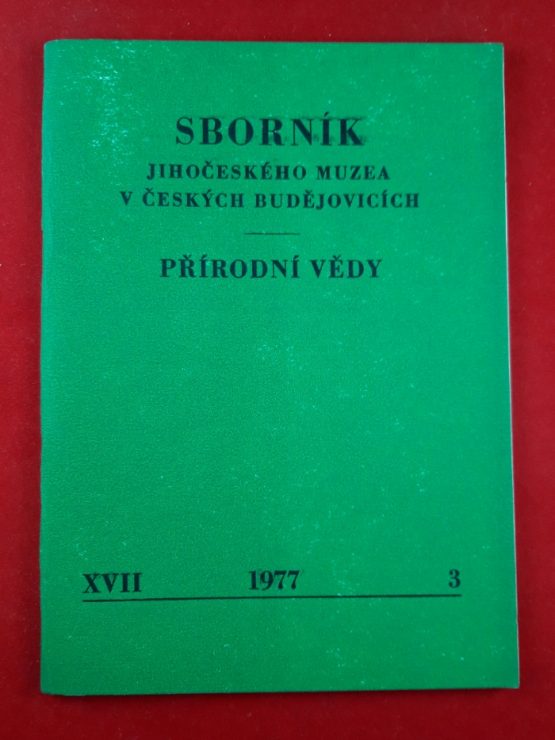 SBORNÍK
JIHOČESKÉHO MUZEA
V ČESKÝCH BUDĚJOVICÍCH
PŘÍRODNÍ VĚDY
XVII 1977 3